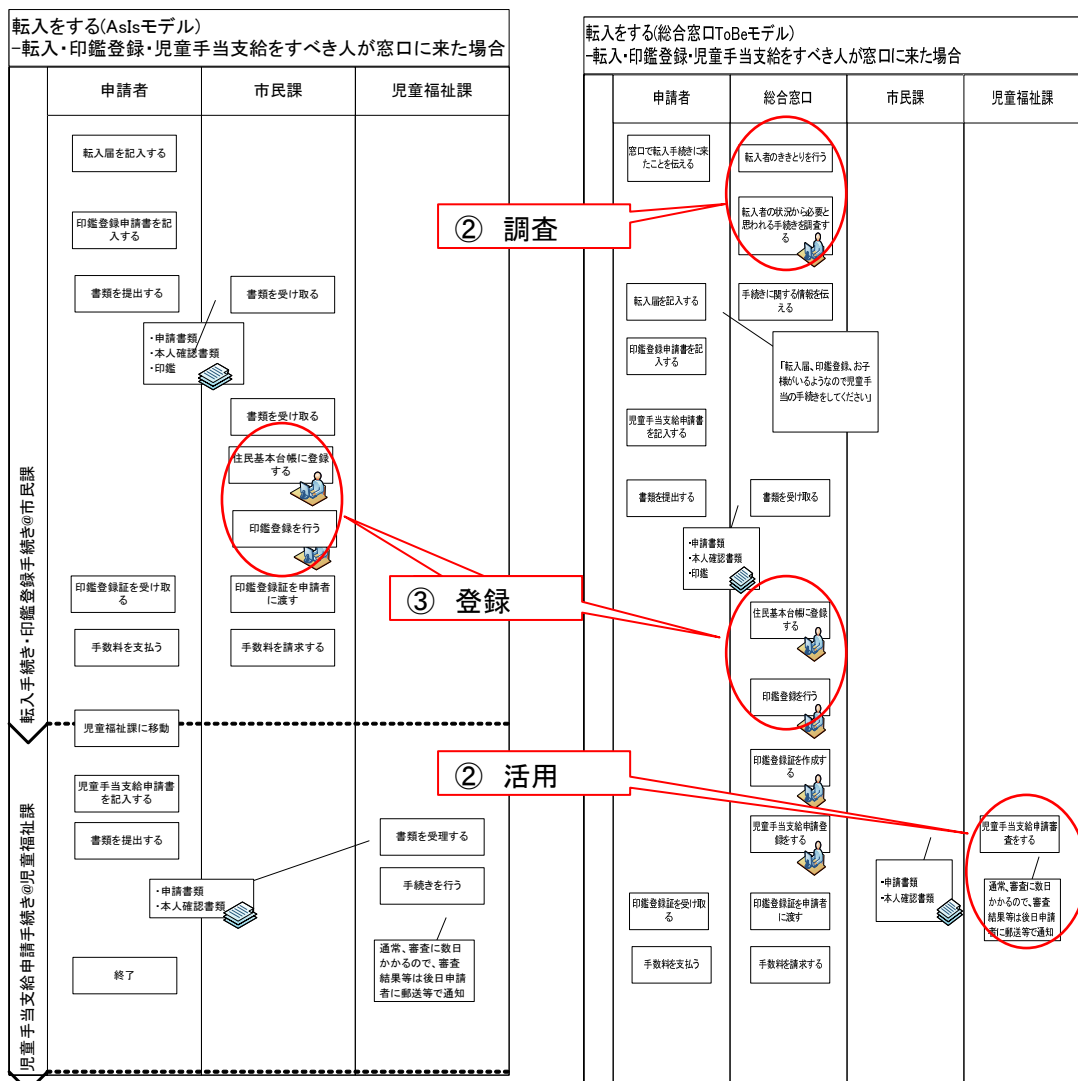 転入をする(AsIsモデル)
-転入・印鑑登録・児童手当支給をすべき人が窓口に来た場合
申請者
市民課
児童福祉課
転入手続き・印鑑登録手続き@市民課
転入届を記入する
印鑑登録申請書を記
入する
書類を提出する
書類を受け取る
・申請書類
・本人確認書類
・印鑑
書類を受け取る
住民基本台帳に登録
する
印鑑登録を行う
印鑑登録証を受け取
る
印鑑登録証を申請者
に渡す
手数料を支払う
手数料を請求する
児童手当支給申請手続き@児童福祉課
児童福祉課に移動
児童手当支給申請書
を記入する
書類を提出する
書類を受理する
・申請書類
・本人確認書類
手続きを行う
通常、審査に数日
かかるので、審査
結果等は後日申請
者に郵送等で通知
終了
② 調査
③ 登録
② 活用
転入をする(総合窓口ToBeモデル)
-転入・印鑑登録・児童手当支給をすべき人が窓口に来た場合
申請者
総合窓口
市民課
児童福祉課
窓口で転入手続きに来
たことを伝える
転入者のききとりを行う
転入者の状況から必要と
思われる手続きを調査す
る
転入届を記入する
手続きに関する情報を伝
える
印鑑登録申請書を記
入する
「転入届、印鑑登録、お子
様がいるようなので児童手
当の手続きをしてください」
児童手当支給申請書
を記入する
書類を提出する
書類を受け取る
・申請書類
・本人確認書類
・印鑑
住民基本台帳に登録
する
印鑑登録を行う
印鑑登録証を作成す
る
児童手当支給申請登
録をする
児童手当支給申請審
査をする
・申請書類
・本人確認書類
通常、審査に数日
かかるので、審査
結果等は後日申請
者に郵送等で通知
印鑑登録証を受け取
る
印鑑登録証を申請者
に渡す
手数料を支払う
手数料を請求する